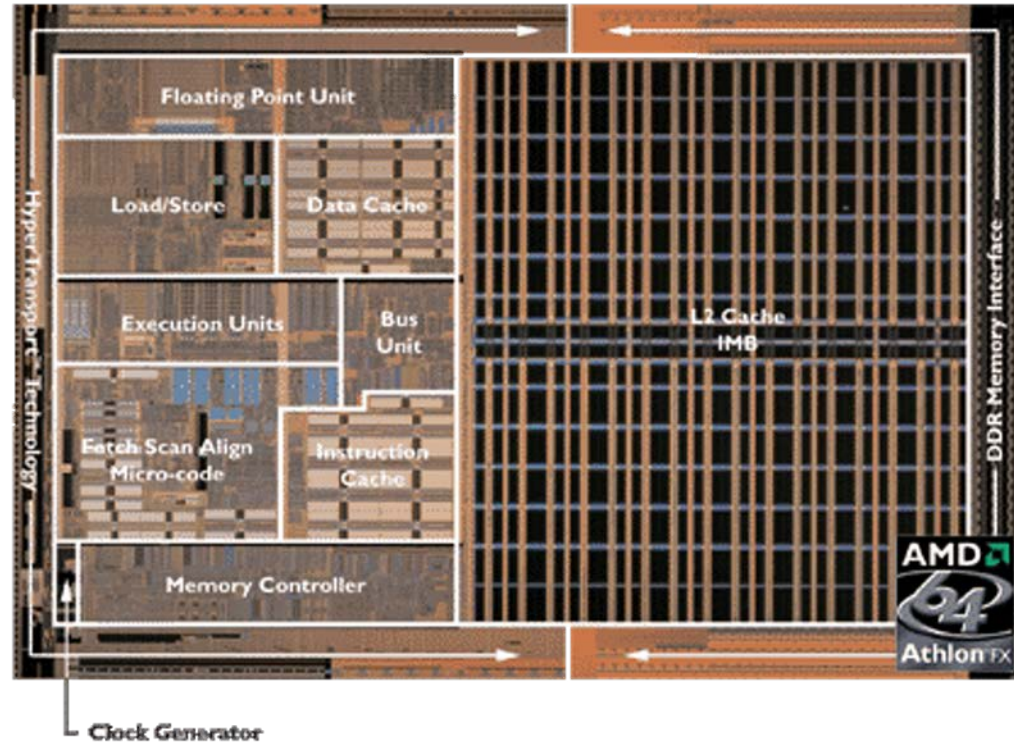 Floating Point Unit
Load/Store
Data Cache
Execution Units
Bus
Unit
Fetch Scan Align
Micro-code
Instruction
Cache
Memory Controller
L2 Cache
1MB
HyperTransport™ Technology
DDR Memory Interface
AMD
64
Athlon FX
Clock Generator